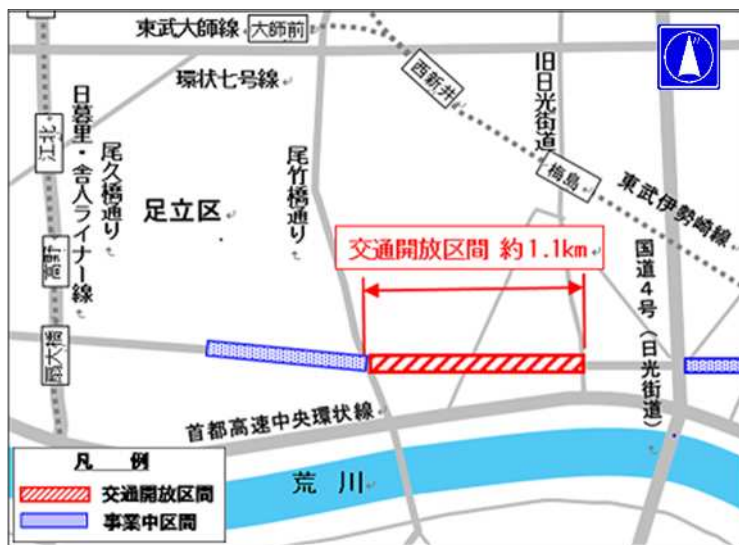 東武大師線
大師前
環状七号線
西新井
旧日光街道
江北
日暮里・舎人ライナー線
尾久橋通り
足立区
尾竹橋通り
梅島
東武伊勢崎線
高野
交通開放区間 約1.1km
国道4号(日光街道)
扇大橋
首都高速中央環状線
荒川
凡 例
交通開放区間
事業中区間